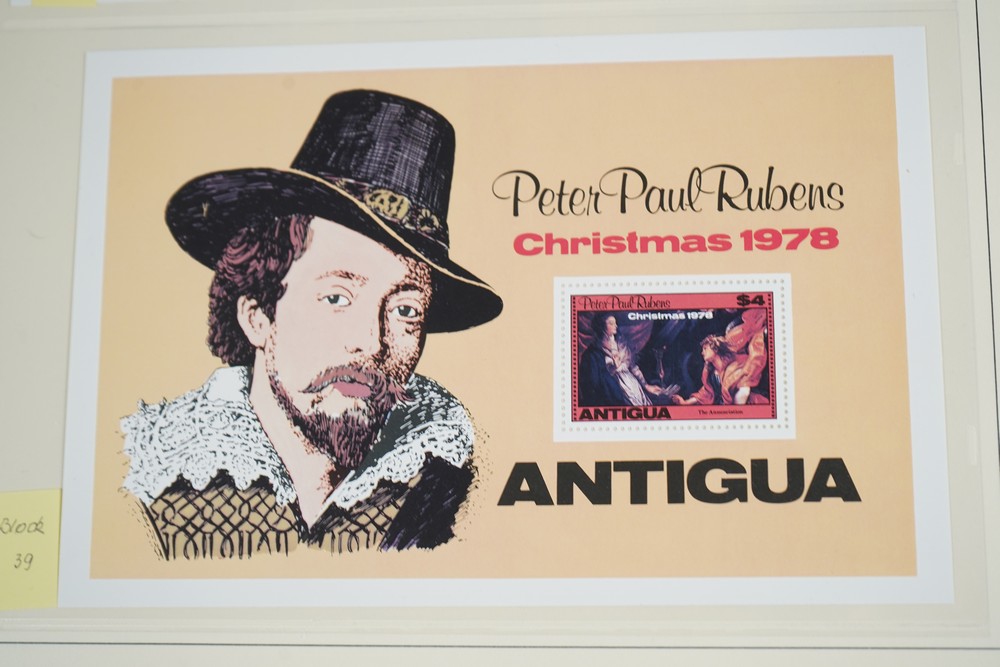 Peter Paul Rubens
Christmas 1978
Peter Paul Rubens
$4
Christmas 1978
ANTIGUA
The Annunciation
ANTIGUA
Block
39